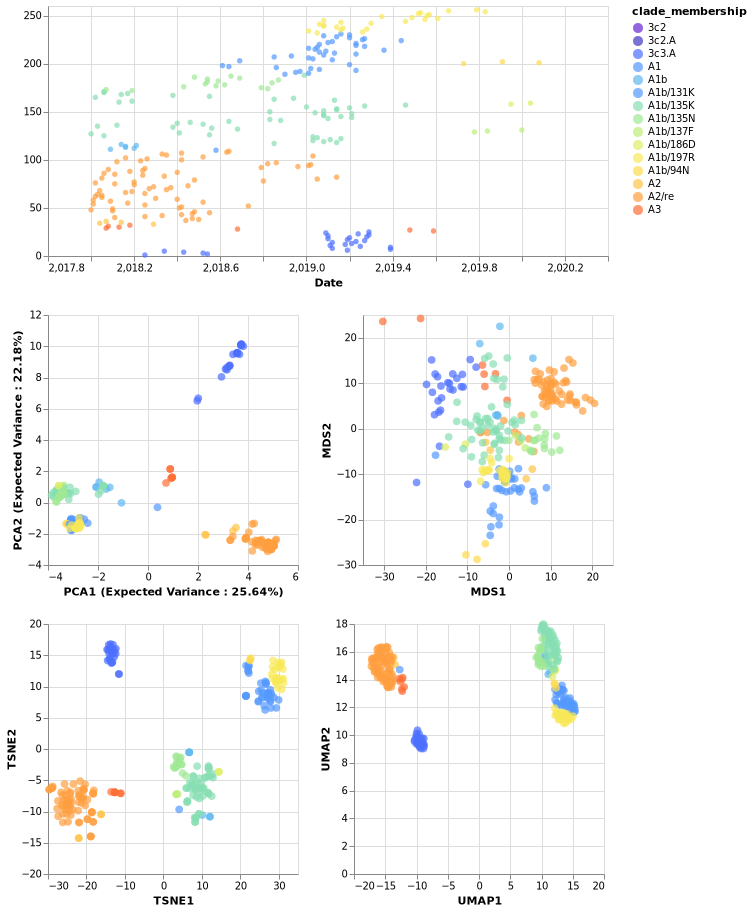 clade_membership
3c2
3c2.A
3c3.A
A1
A1b
A1b/131K
A1b/135K
A1b/135N
A1b/137F
A1b/186D
A1b/197R
A1b/94N
A2
A2/re
A3
250
200
150
100
50
0
2,017.8 2,018.2 2,018.6 2,019.0 2,019.4 2,019.8 2,020.2
Date
12
10
8
6
4
2
0
−2
−4
PCA2 (Expected Variance : 22.18%)
−4 −2 0 2 4 6
PCA1 (Expected Variance : 25.64%)
20
10
0
−10
−20
−30
MDS2
−30 −20 −10 0 10 20
MDS1
20
15
10
5
0
−5
−10
−15
−20
TSNE2
−30 −20 −10 0 10 20 30
TSNE1
18
16
14
12
10
8
6
4
2
0
UMAP2
−20 −15 −10 −5 0 5 10 15 20
UMAP1